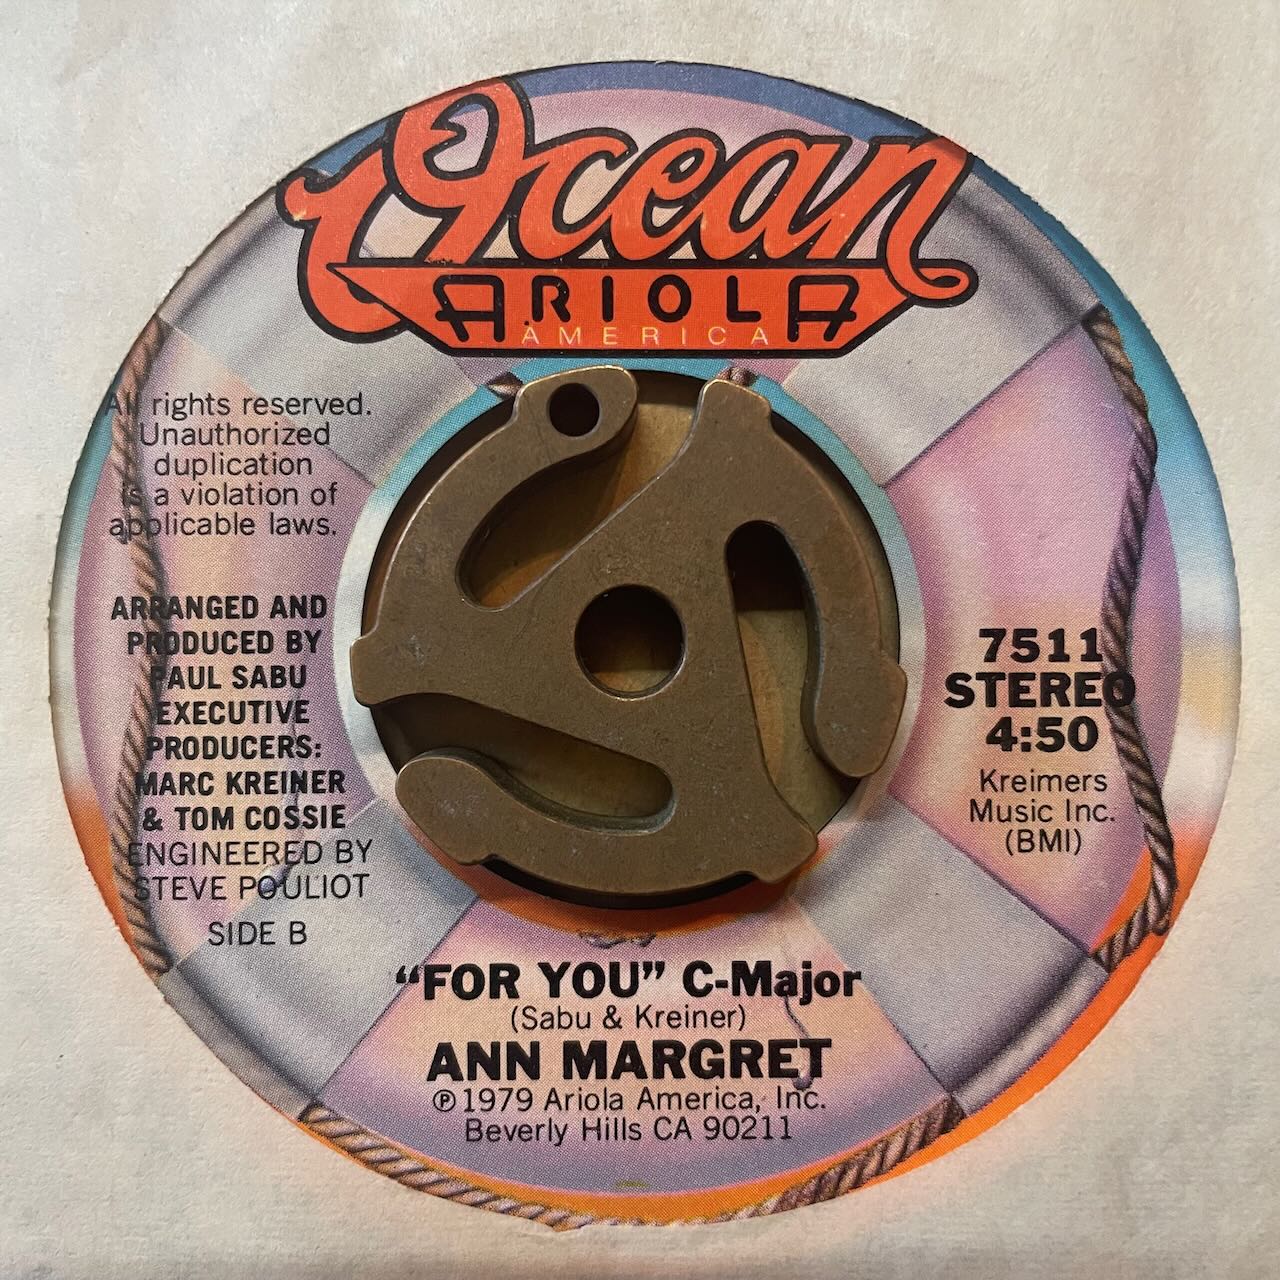 Ocean
ARIOLA
AMERICA
All rights reserved.
Unauthorized
duplication
is a violation of
applicable laws.
ARRANGED AND
PRODUCED BY
PAUL SABU
EXECUTIVE
PRODUCERS:
MARC KREINER
& TOM COSSIE
ENGINEERED BY
STEVE POULIOT
SIDE B
7511
STEREO
4:50
Kreimers
Music Inc.
(BMI)
“FOR YOU” C-Major
(Sabu & Kreiner)
ANN MARGRET
℗1979 Ariola America, Inc.
Beverly Hills CA 90211